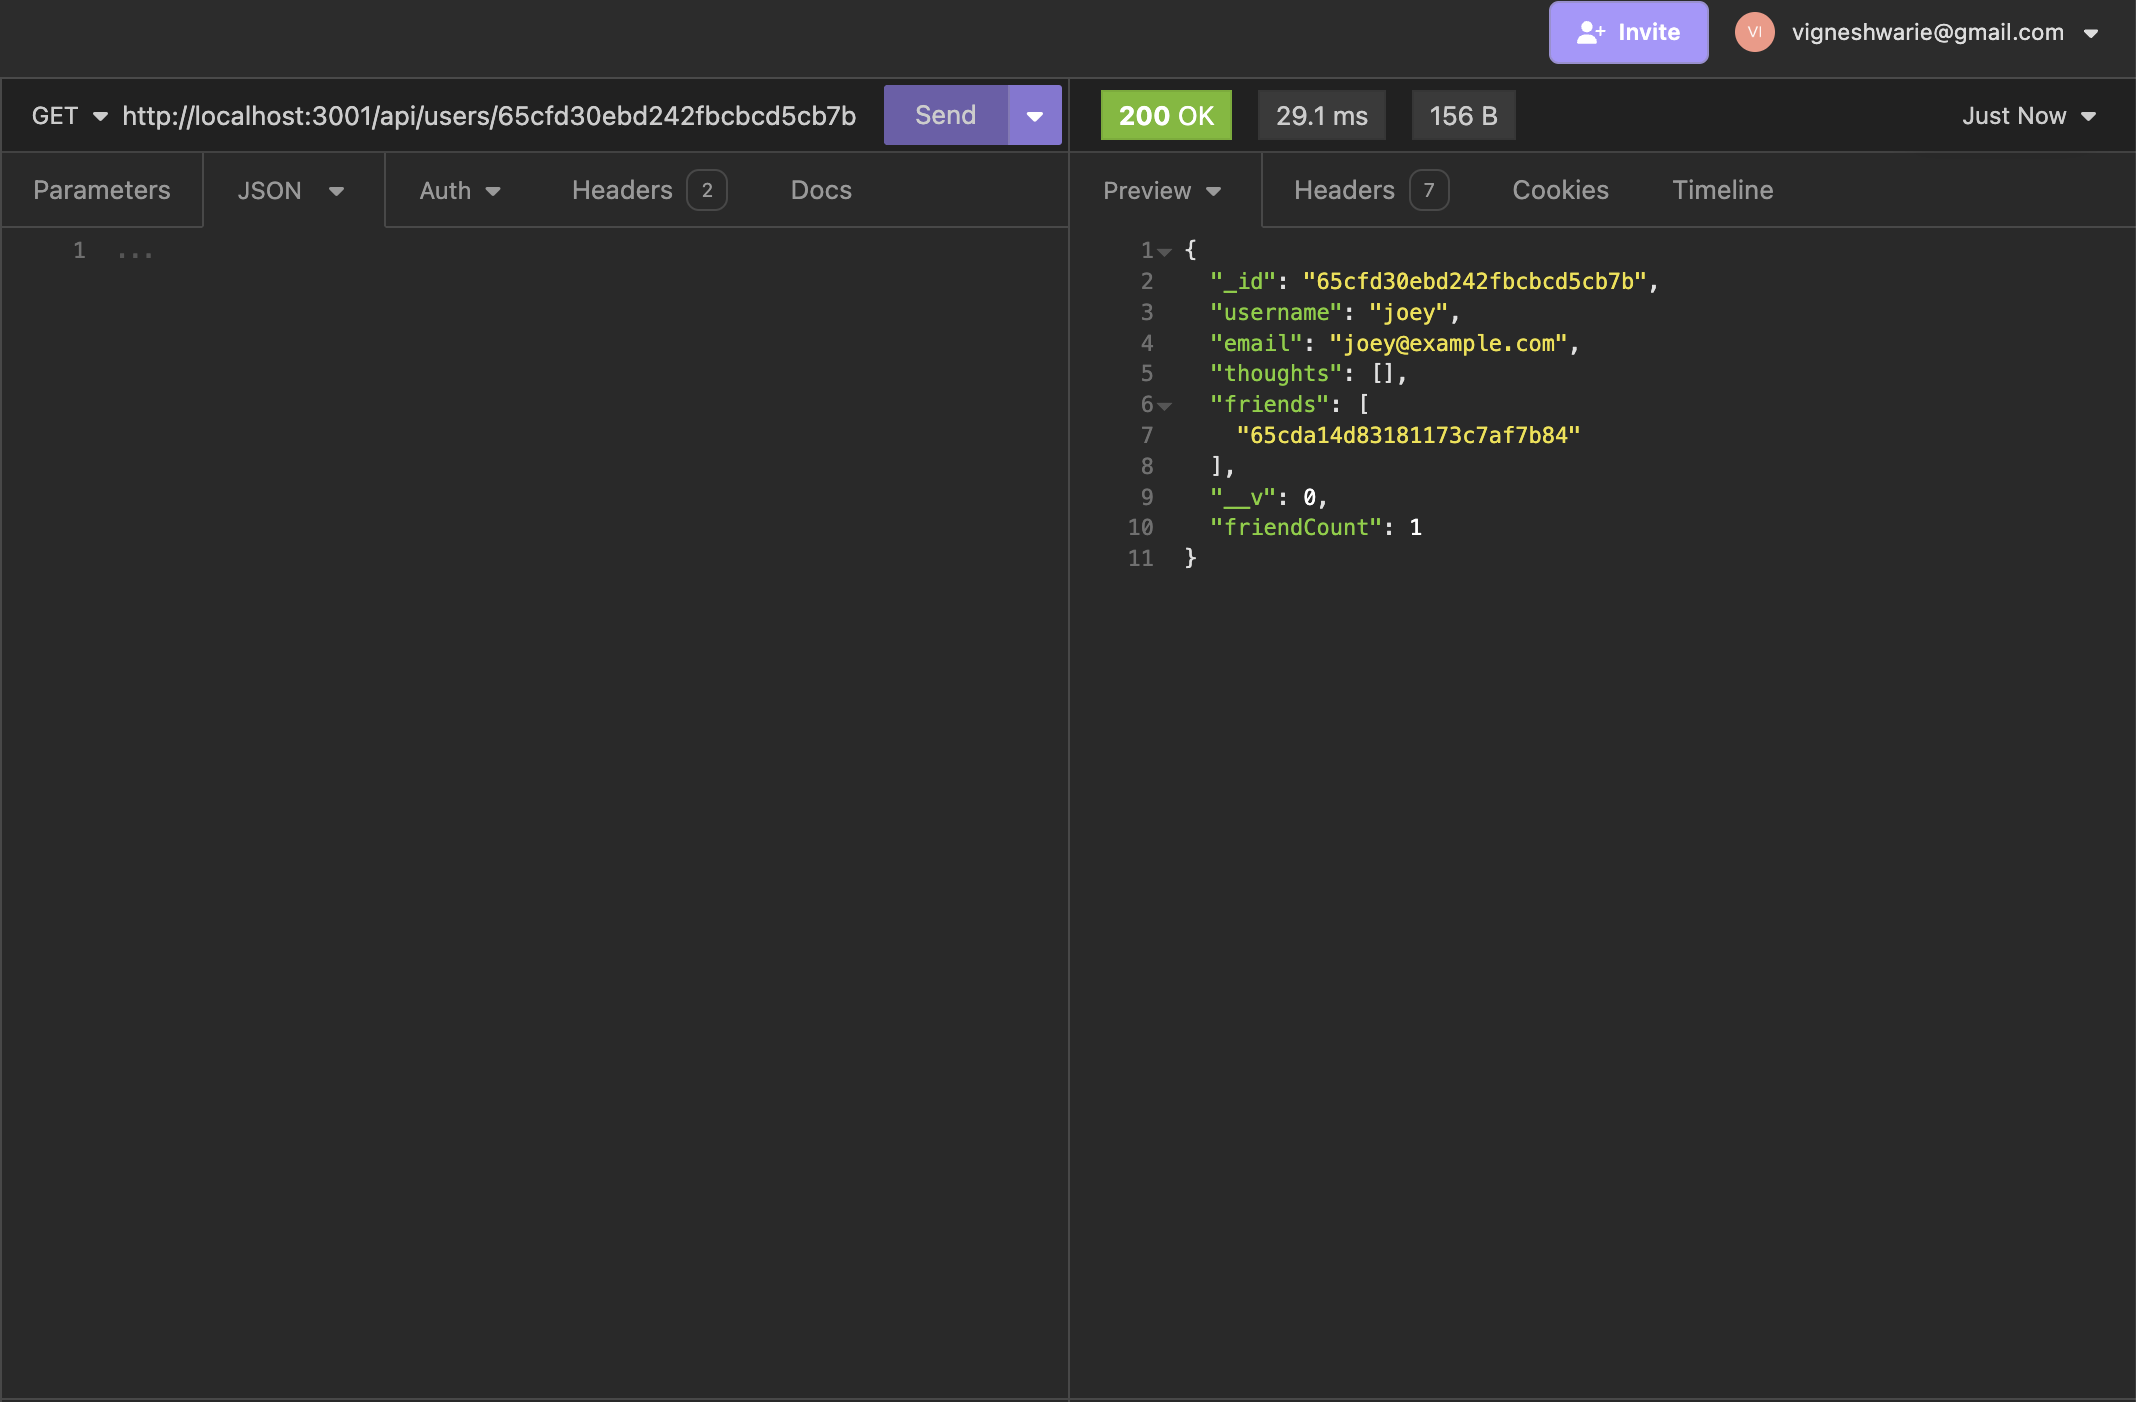 Invite VI vigneshwarie@gmail.com
GET http://localhost:3001/api/users/65cfd30ebd242fbcbcd5cb7b Send 200 OK 29.1 ms 156 B Just Now
Parameters JSON Auth Headers 2 Docs
1 ...
Preview Headers 7 Cookies Timeline
1 {
2 "_id": "65cfd30ebd242fbcbcd5cb7b",
3 "username": "joey",
4 "email": "joey@example.com",
5 "thoughts": [],
6 "friends": [
7 "65cda14d83181173c7af7b84"
8 ],
9 "__v": 0,
10 "friendCount": 1
11 }